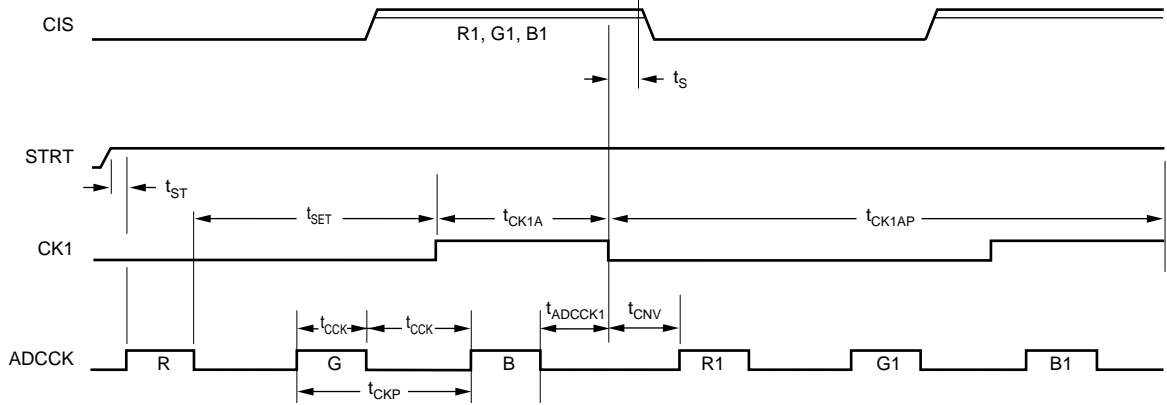 CIS
R1, G1, B1
tS
STRT
tST
tSET
tCK1A
tCK1AP
CK1
tCCK
tCCK
tADCCK1
tCNV
ADCCK
R
G
B
R1
G1
B1
tCKP